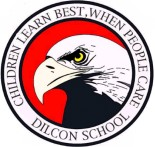 CHILDREN LEARN BEST, WHEN PEOPLE CARE
DILCON SCHOOL